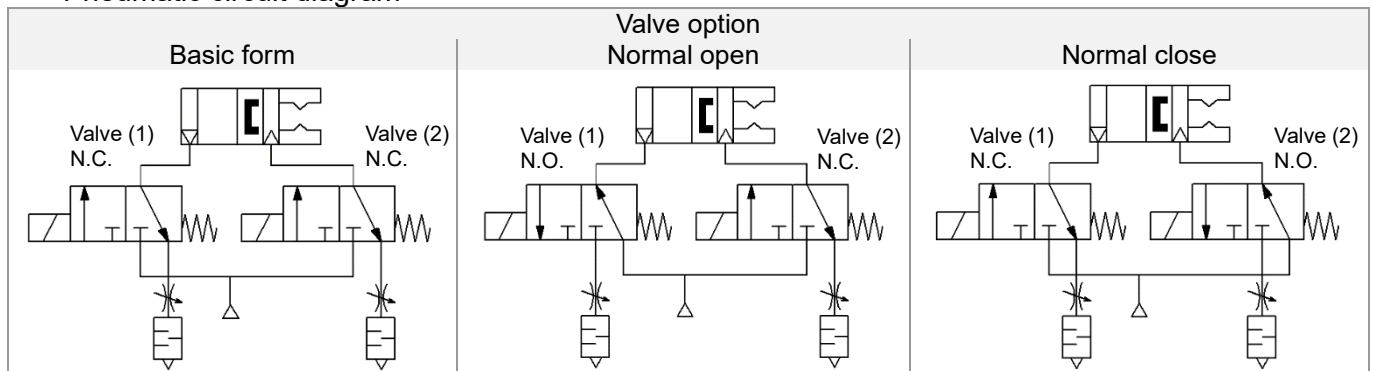 Pneumatic circuit diagram
Valve option
Basic form
Normal open
Normal close
Valve (1)
N.C.
Valve (2)
N.C.
Valve (1)
N.O.
Valve (2)
N.C.
Valve (1)
N.C.
Valve (2)
N.O.